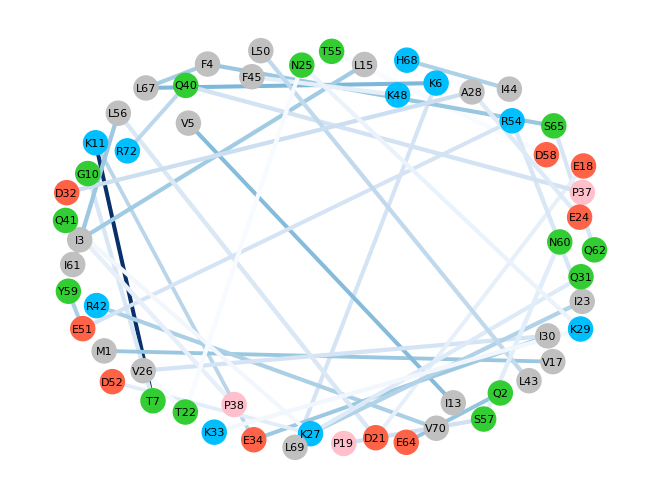 L50
T55
F4
N25
L15
H68
F45
L67
Q40
K6
I44
A28
K48
L56
V5
R54
S65
K11
R72
D58
G10
E18
D32
P37
Q41
E24
I3
N60
Q62
I61
Q31
Y59
I23
R42
E51
K29
I30
M1
V17
V26
L43
D52
Q2
T7
P38
I13
T22
S57
K33
K27
V70
E34
D21
P19
E64
L69